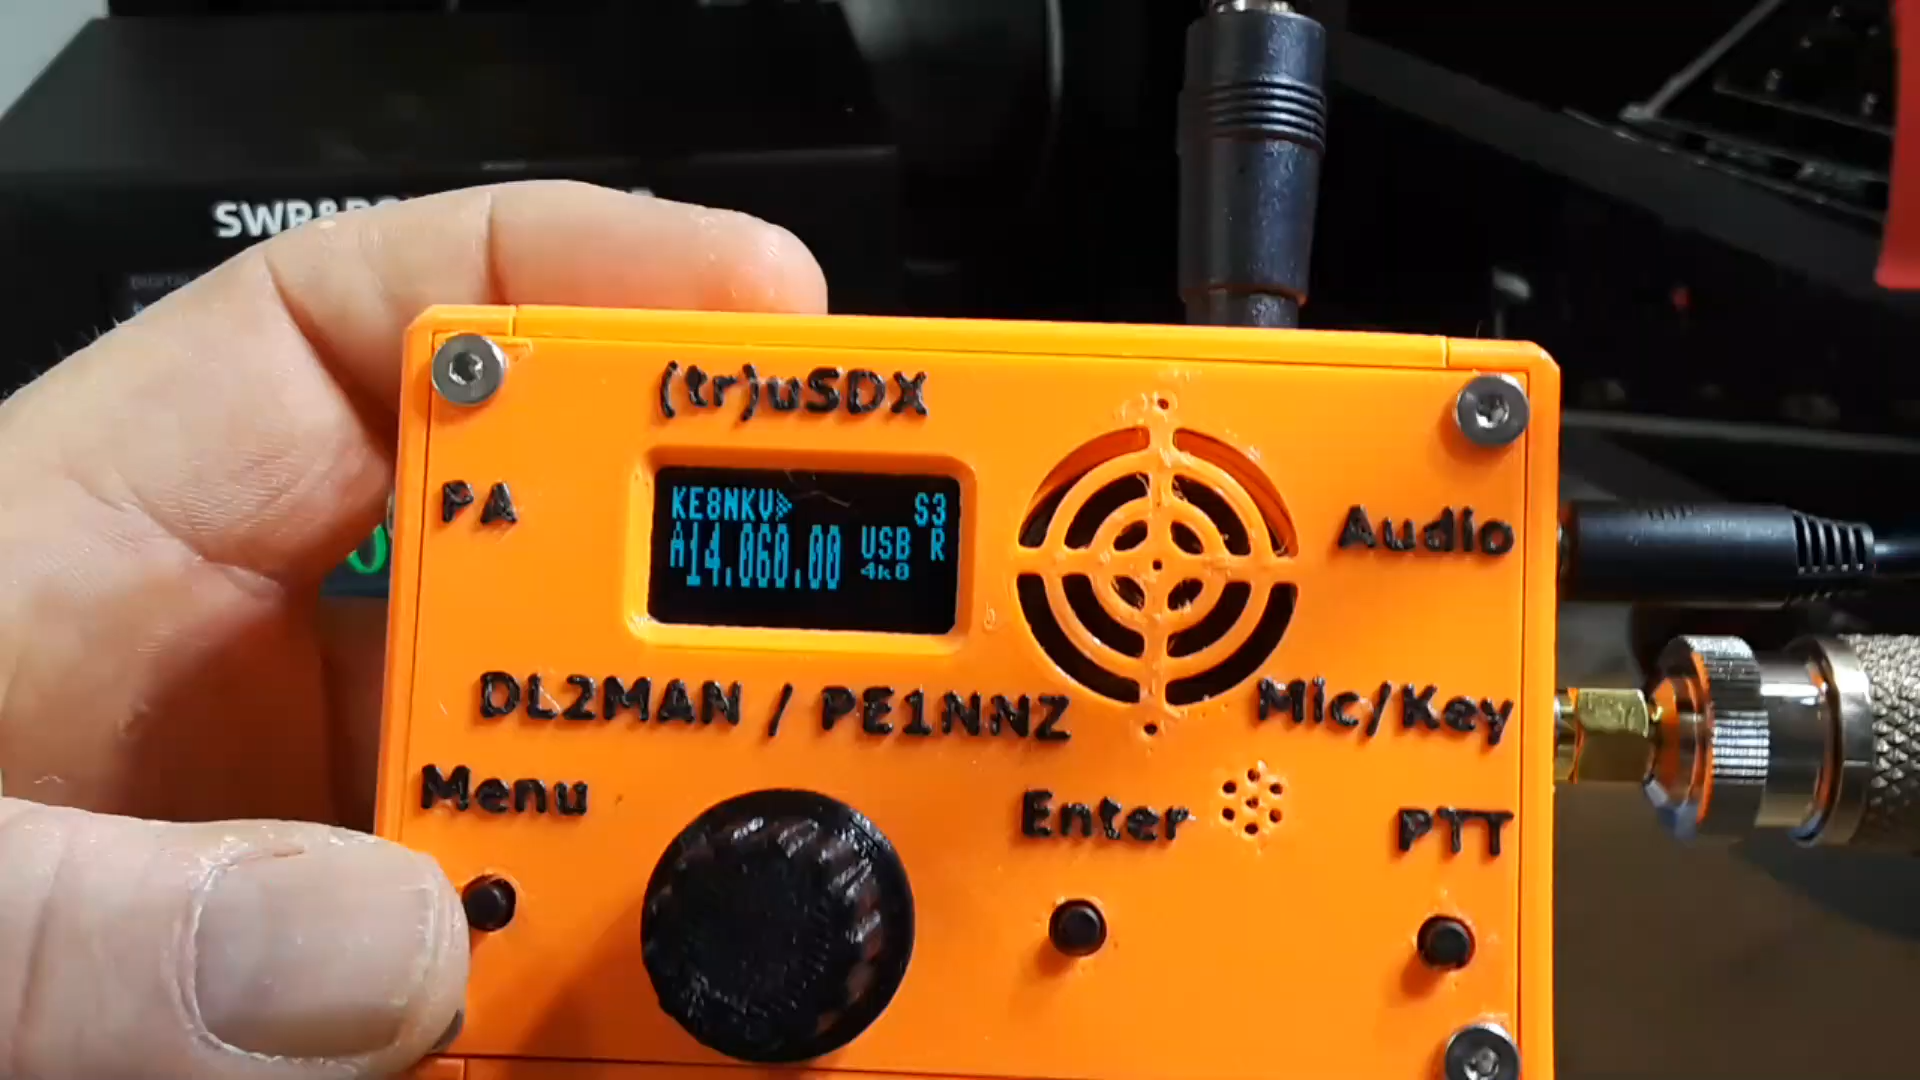 (tr)uSDX
PA
KE8NKV S3
A14.060.00 USB R
4k0
Audio
DL2MAN / PE1NNZ
Mic/Key
Menu
Enter
PTT